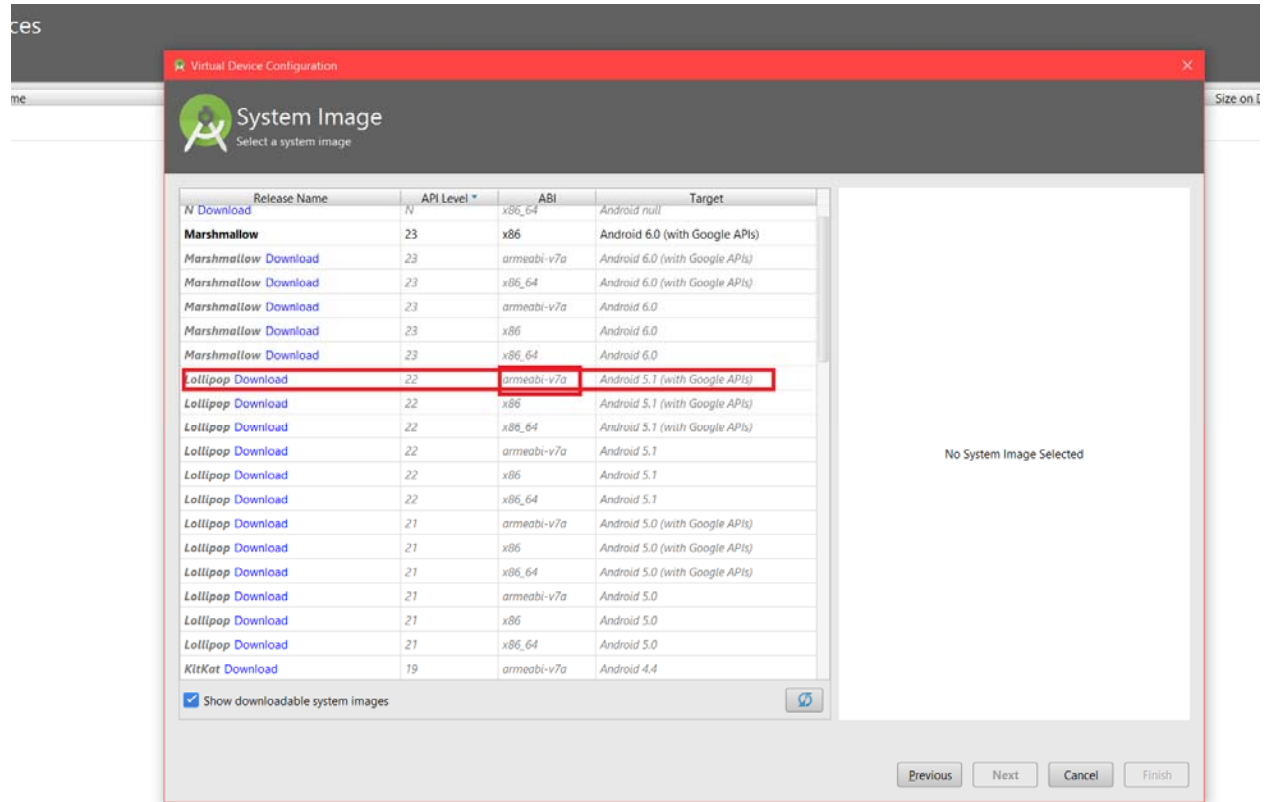 ces
Virtual Device Configuration
me
Size on D
System Image
Select a system image
Release Name API Level ABI Target
N Download N x86_64 Android null
Marshmallow 23 x86 Android 6.0 (with Google APIs)
Marshmallow Download 23 armeabi-v7a Android 6.0 (with Google APIs)
Marshmallow Download 23 x86_64 Android 6.0 (with Google APIs)
Marshmallow Download 23 armeabi-v7a Android 6.0
Marshmallow Download 23 x86 Android 6.0
Marshmallow Download 23 x86_64 Android 6.0
Lollipop Download 22 armeabi-v7a Android 5.1 (with Google APIs)
Lollipop Download 22 x86 Android 5.1 (with Google APIs)
Lollipop Download 22 x86_64 Android 5.1 (with Google APIs)
Lollipop Download 22 armeabi-v7a Android 5.1
Lollipop Download 22 x86 Android 5.1
Lollipop Download 22 x86_64 Android 5.1
Lollipop Download 21 armeabi-v7a Android 5.0 (with Google APIs)
Lollipop Download 21 x86 Android 5.0 (with Google APIs)
Lollipop Download 21 x86_64 Android 5.0 (with Google APIs)
Lollipop Download 21 armeabi-v7a Android 5.0
Lollipop Download 21 x86 Android 5.0
Lollipop Download 21 x86_64 Android 5.0
KitKat Download 19 armeabi-v7a Android 4.4
No System Image Selected
Show downloadable system images
Previous Next Cancel Finish